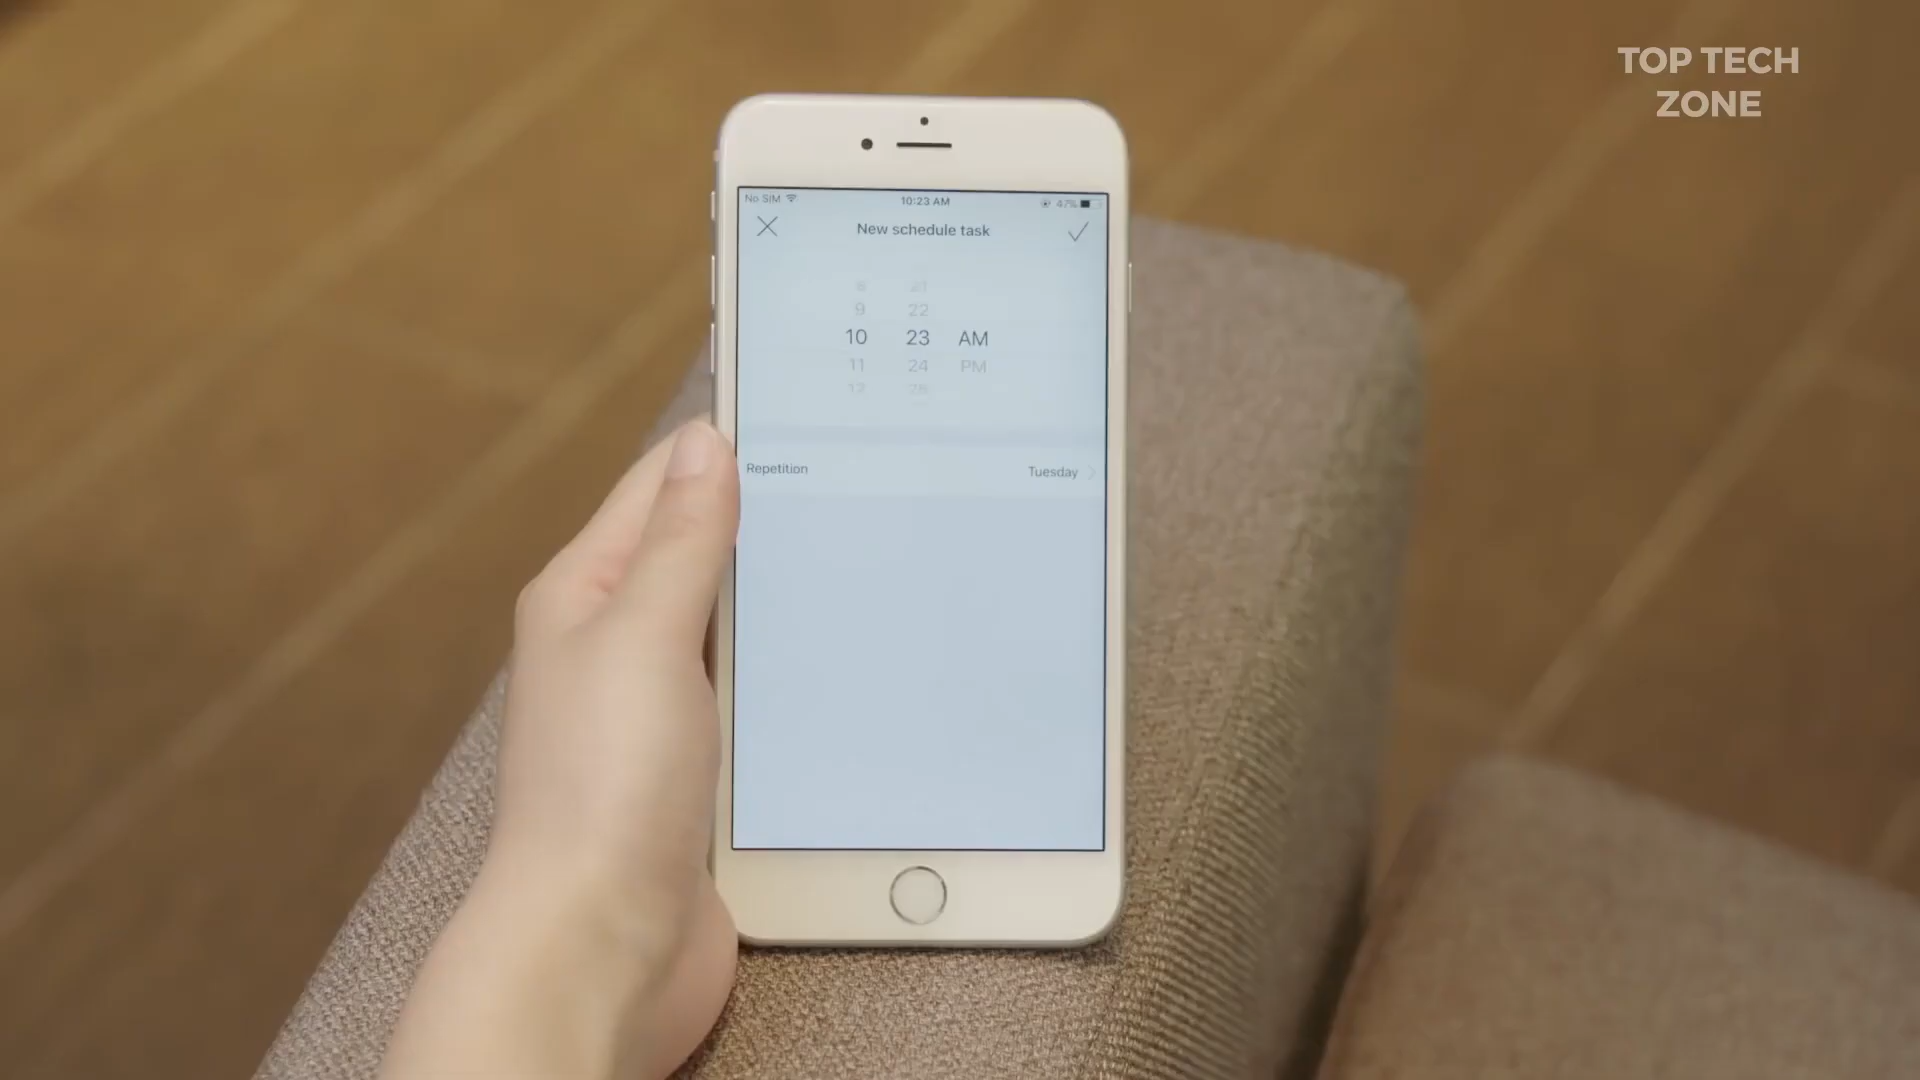 TOP TECH
ZONE
No SIM 10:23 AM 47%
New schedule task
9 22
10 23 AM
11 24 PM
12
Repetition Tuesday